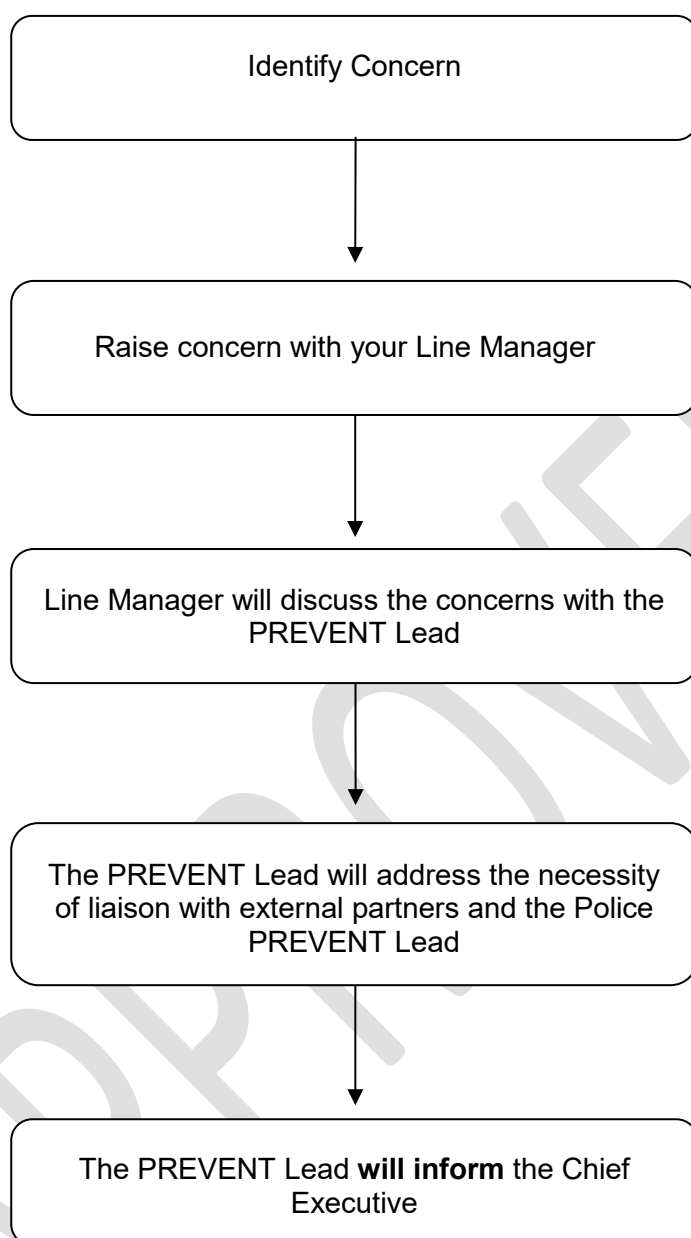 Identify Concern
Raise concern with your Line Manager
Line Manager will discuss the concerns with the
PREVENT Lead
The PREVENT Lead will address the necessity
of liaison with external partners and the Police
PREVENT Lead
The PREVENT Lead will inform the Chief
Executive